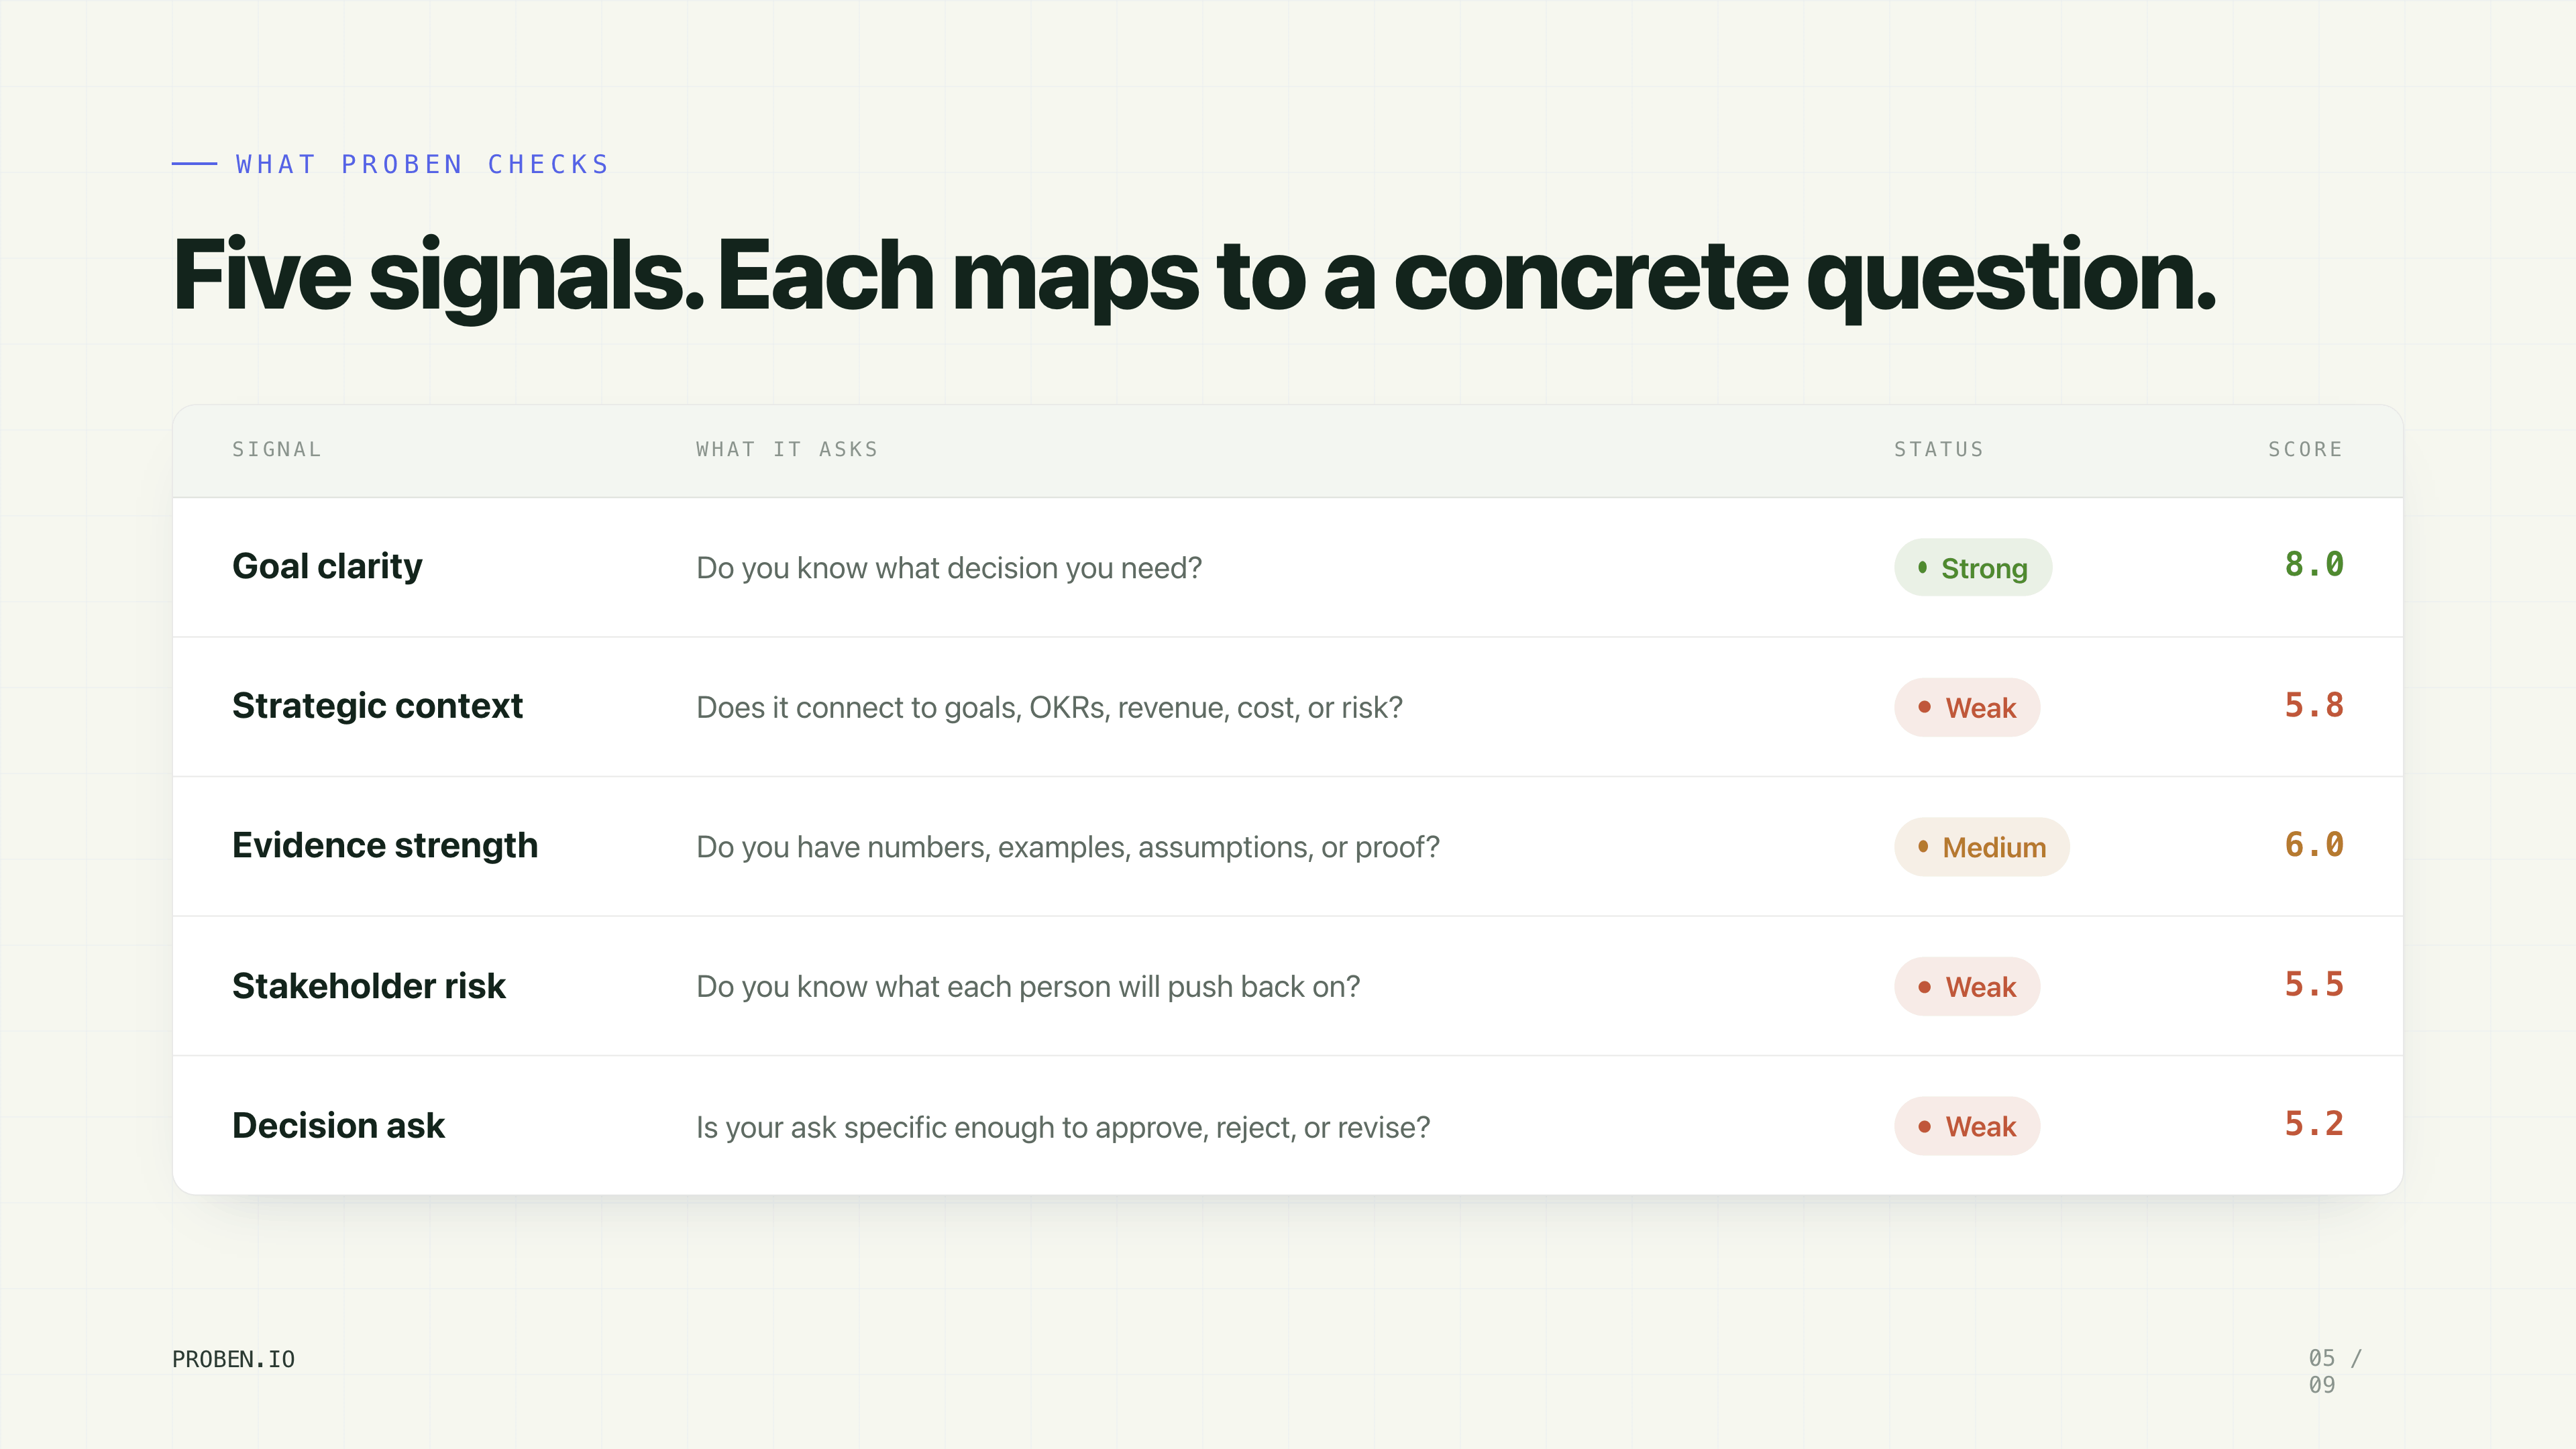 WHAT PROBEN CHECKS
Five signals. Each maps to a concrete question.
SIGNAL WHAT IT ASKS STATUS SCORE
Goal clarity Do you know what decision you need? Strong 8.0
Strategic context Does it connect to goals, OKRs, revenue, cost, or risk? Weak 5.8
Evidence strength Do you have numbers, examples, assumptions, or proof? Medium 6.0
Stakeholder risk Do you know what each person will push back on? Weak 5.5
Decision ask Is your ask specific enough to approve, reject, or revise? Weak 5.2
PROBEN.IO 05 /
09